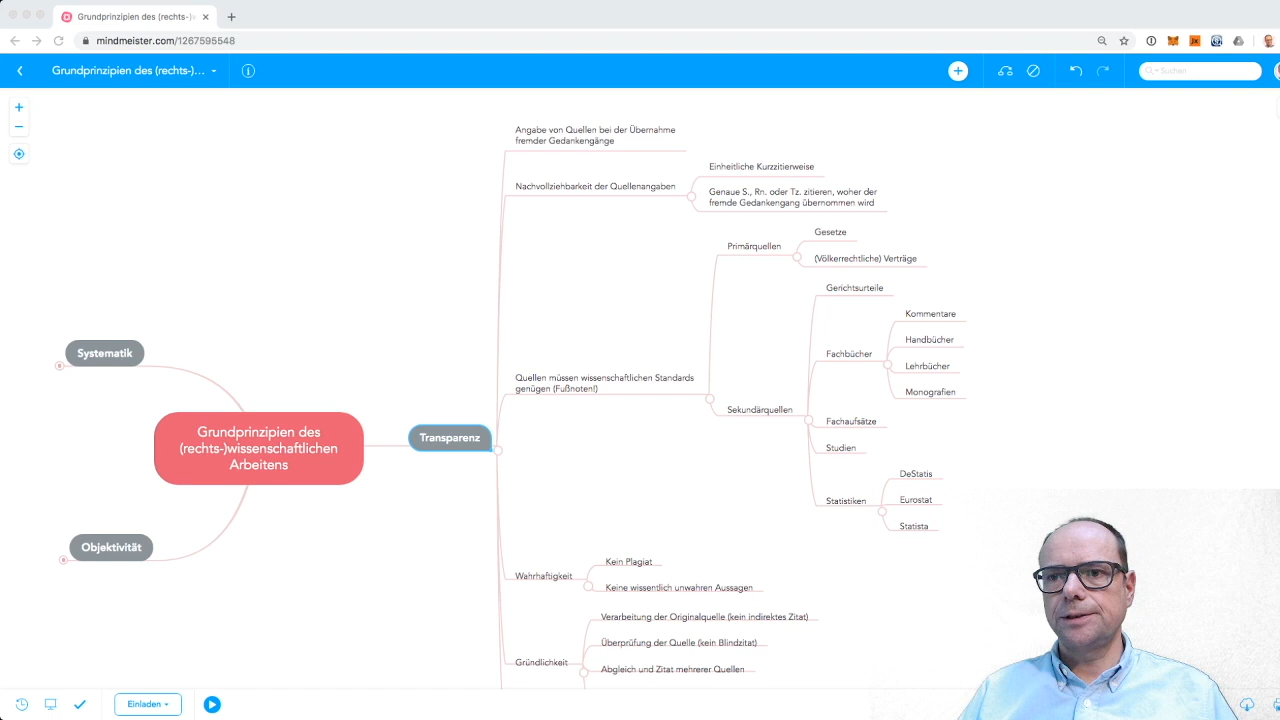 Grundprinzipien des (rechts-)
mindmeister.com/1267595548
Grundprinzipien des (rechts-)...
Suchen
Angabe von Quellen bei der Übernahme
fremder Gedankengänge
Nachvollziehbarkeit der Quellenangaben
Einheitliche Kurzzitierweise
Genaue S., Rn. oder Tz. zitieren, woher der
fremde Gedankengang übernommen wird
Primärquellen
Gesetze
(Völkerrechtliche) Verträge
Quellen müssen wissenschaftlichen Standards
genügen (Fußnoten!)
Sekundärquellen
Gerichtsurteile
Fachbücher
Kommentare
Handbücher
Lehrbücher
Monografien
Fachaufsätze
Studien
Statistiken
DeStatis
Eurostat
Statista
Systematik
Grundprinzipien des
(rechts-)wissenschaftlichen
Arbeitens
Transparenz
Objektivität
Wahrhaftigkeit
Kein Plagiat
Keine wissentlich unwahren Aussagen
Gründlichkeit
Verarbeitung der Originalquelle (kein indirektes Zitat)
Überprüfung der Quelle (kein Blindzitat)
Abgleich und Zitat mehrerer Quellen
Einladen